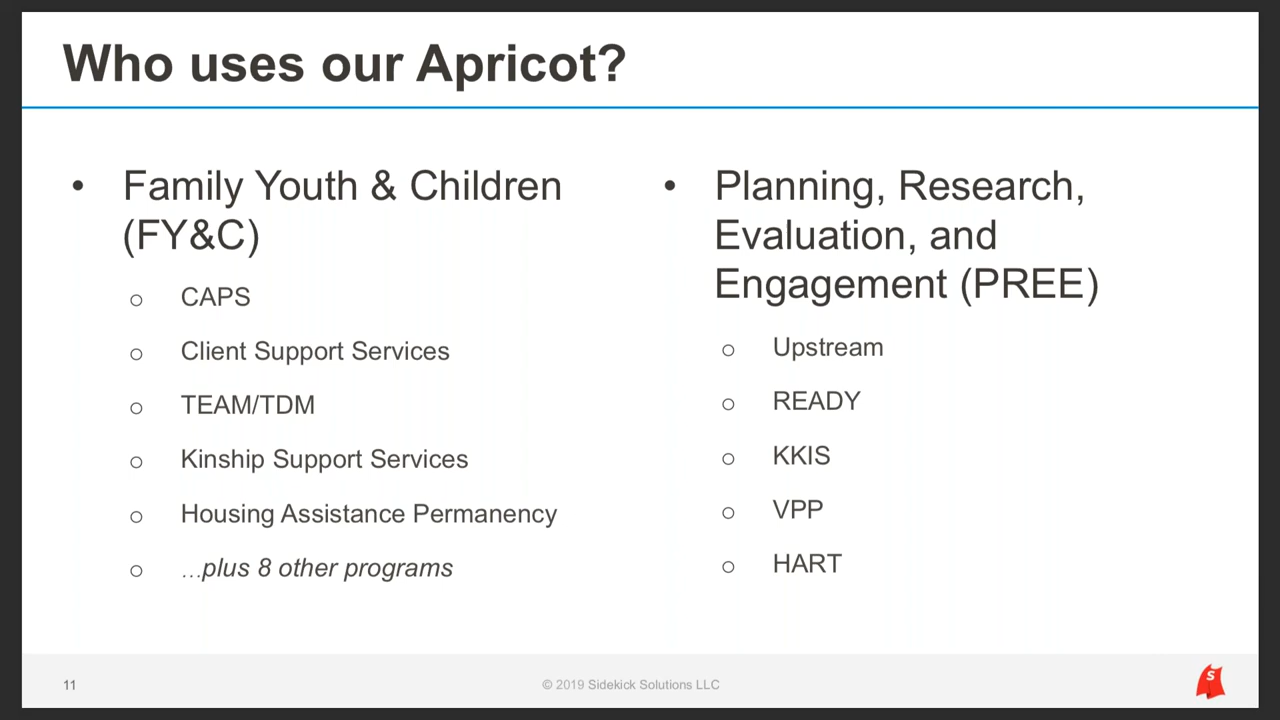 Who uses our Apricot?
• Family Youth & Children
(FY&C)
o CAPS
o Client Support Services
o TEAM/TDM
o Kinship Support Services
o Housing Assistance Permanency
o ...plus 8 other programs
• Planning, Research,
Evaluation, and
Engagement (PREE)
o Upstream
o READY
o KKIS
o VPP
o HART
11
© 2019 Sidekick Solutions LLC
S